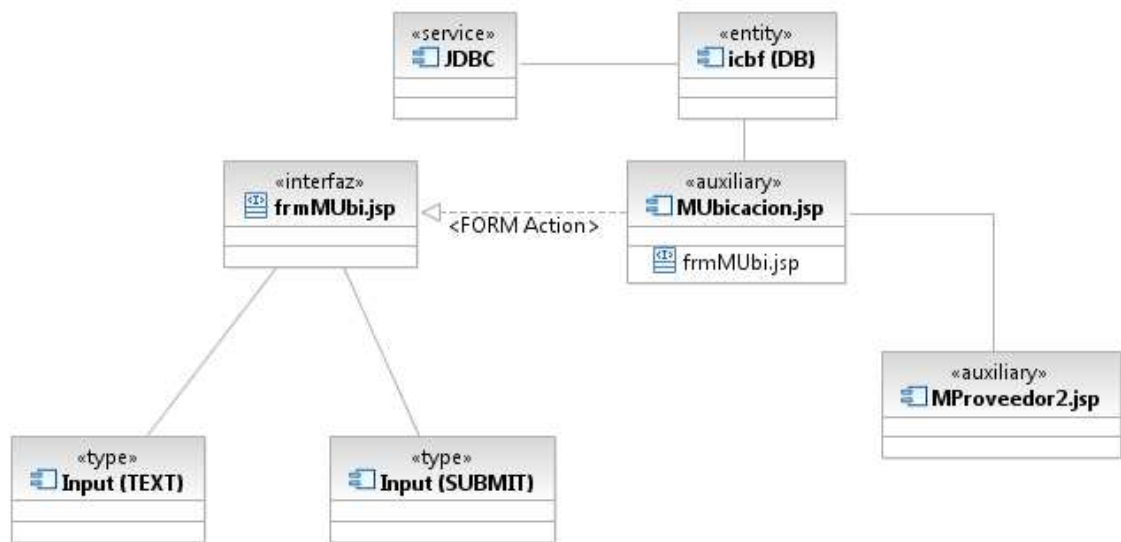 «service»
JDBC
«entity»
icbf (DB)
«interfaz»
frmMUbi.jsp
<FORM Action>
«auxiliary»
MUbicacion.jsp
frmMUbi.jsp
«auxiliary»
MProveedor2.jsp
«type»
Input (TEXT)
«type»
Input (SUBMIT)